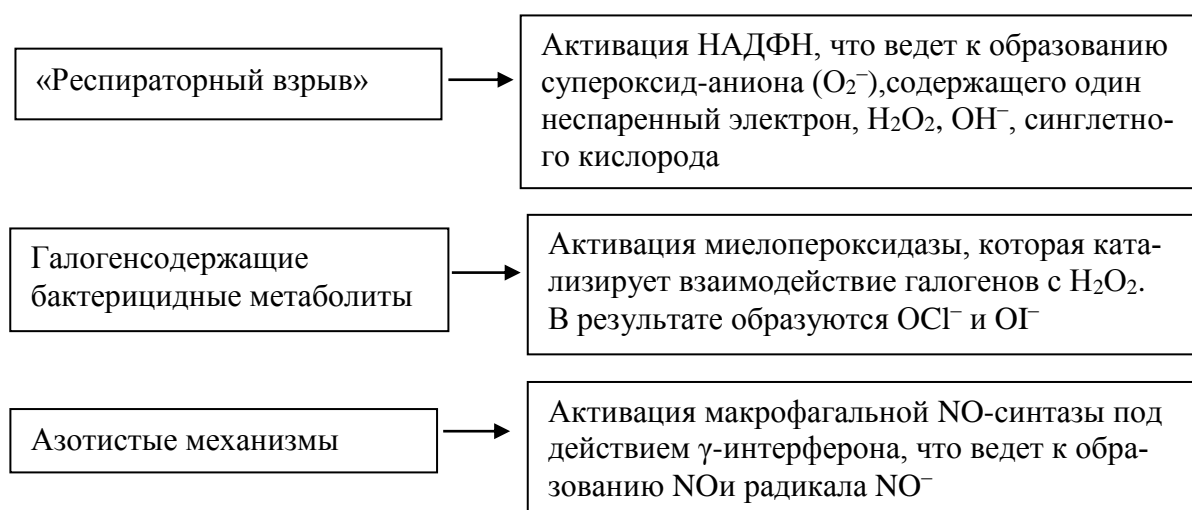 «Респираторный взрыв»
Активация НАДФН, что ведет к образованию
супероксид-аниона (O₂⁻),содержащего один
неспаренный электрон, H₂O₂, OH⁻, синглетно-
го кислорода
Галогенсодержащие
бактерицидные метаболиты
Активация миелопероксидазы, которая ката-
лизирует взаимодействие галогенов с H₂O₂.
В результате образуются OCl⁻ и OI⁻
Азотистые механизмы
Активация макрофагальной NO-синтазы под
действием γ-интерферона, что ведет к обра-
зованию NOи радикала NO⁻